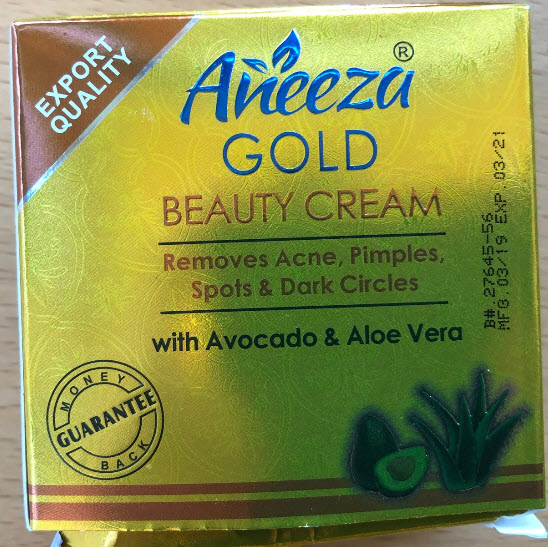 EXPORT
QUALITY
Aneeza®
GOLD
BEAUTY CREAM
Removes Acne, Pimples,
Spots & Dark Circles
with Avocado & Aloe Vera
B#.27645-56
MFG.03/19 EXP.03/21
MONEY
GUARANTEE
BACK